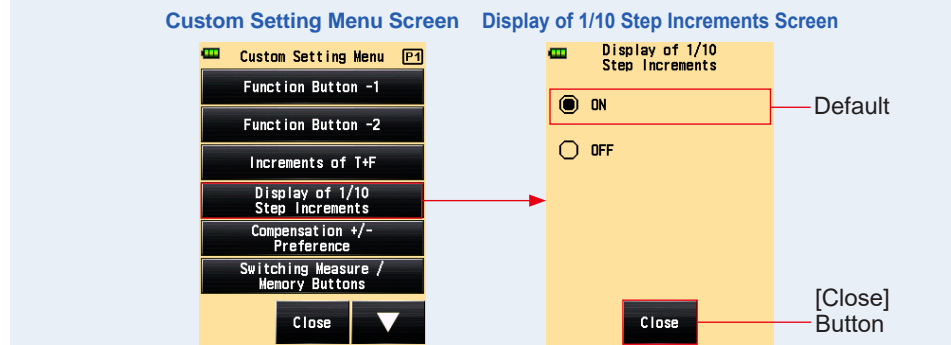 Custom Setting Menu Screen
Display of 1/10 Step Increments Screen
Custom Setting Menu P1
Function Button -1
Function Button -2
Increments of T+F
Display of 1/10
Step Increments
Compensation +/-
Preference
Switching Measure /
Memory Buttons
Close
Display of 1/10
Step Increments
ON
OFF
Close
Default
[Close]
Button